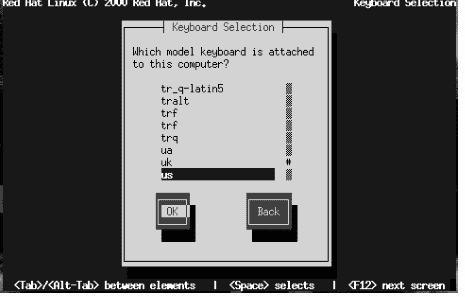 Red Hat Linux (C) 2000 Red Hat, Inc. Keyboard Selection
Keyboard Selection
Which model keyboard is attached
to this computer?
tr_q-latin5
tralt
trf
trf
trq
ua
uk #
us
OK Back
<Tab>/<Alt-Tab> between elements | <Space> selects | <F12> next screen